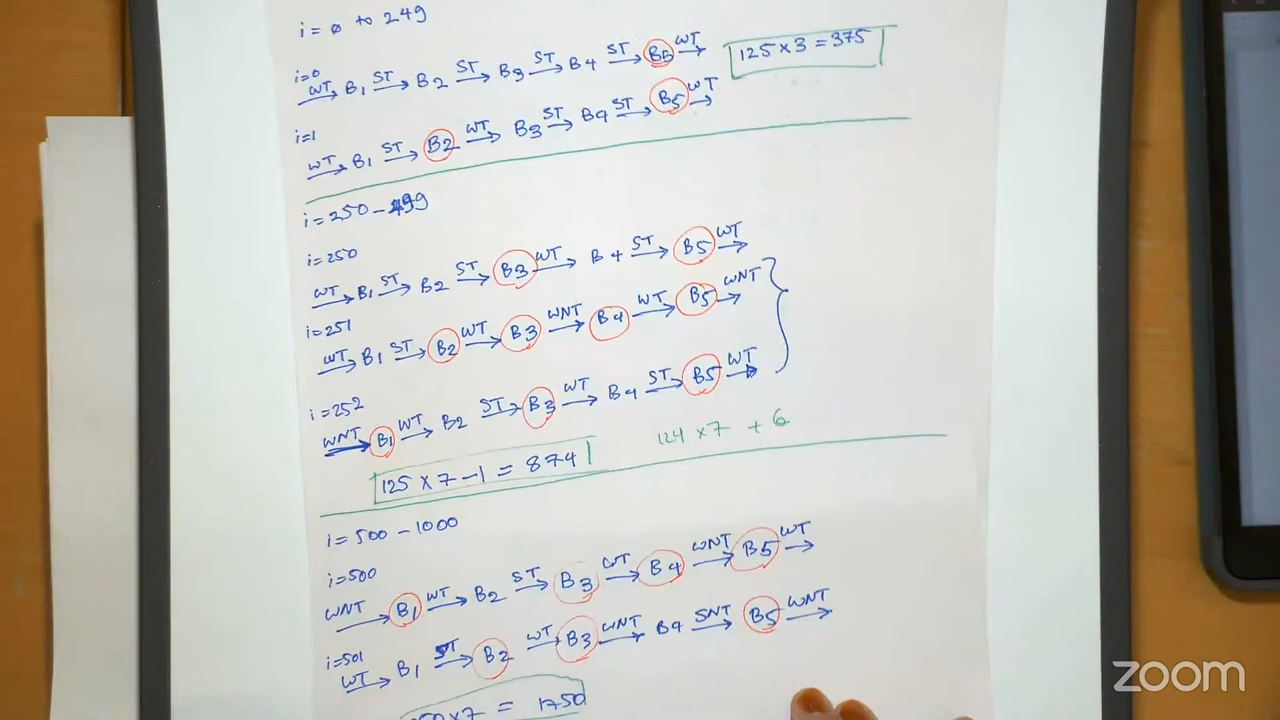 i = 0 to 249
i=0
WT B1 ST B2 ST B3 ST B4 ST B5 WT 125 × 3 = 375
i=1
WT B1 ST B2 WT B3 ST B4 ST B5 WT
i = 250 - 499
i=250
WT B1 ST B2 ST B3 WT B4 ST B5 WT
i=251
WT B1 ST B2 WT B3 WNT B4 WT B5 WNT
i=252
WNT B1 WT B2 ST B3 WT B4 ST B5 WT
125 × 7 - 1 = 874 124 × 7 + 6
i = 500 - 1000
i=500
WNT B1 WT B2 ST B3 WT B4 WNT B5 WT
i=501
WT B1 ST B2 WT B3 WNT B4 SNT B5 WNT
50×7 = 1750
zoom